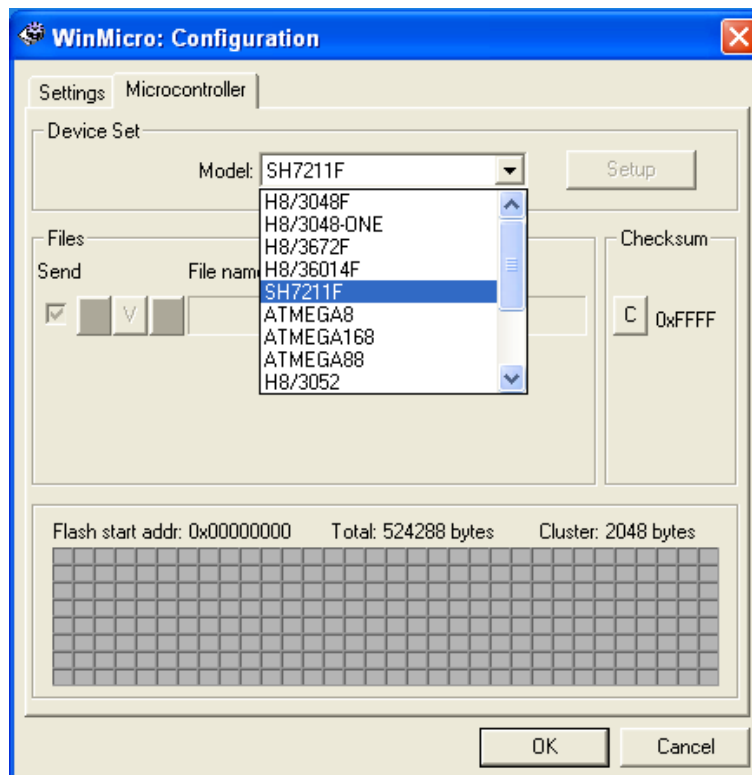 WinMicro: Configuration
Settings Microcontroller
Device Set
Model: SH7211F Setup
H8/3048F
H8/3048-ONE
H8/3672F
H8/36014F
SH7211F
ATMEGA8
ATMEGA168
ATMEGA88
H8/3052
Files
Send File name
V
Checksum
C 0xFFFF
Flash start addr: 0x00000000 Total: 524288 bytes Cluster: 2048 bytes
OK Cancel